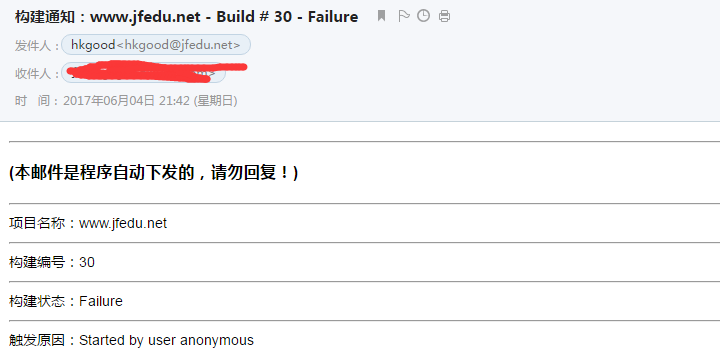 构建通知：www.jfedu.net - Build # 30 - Failure
发件人：hkgood<hkgood@jfedu.net>
收件人：
时 间：2017年06月04日 21:42 (星期日)
(本邮件是程序自动下发的，请勿回复！)
项目名称：www.jfedu.net
构建编号：30
构建状态：Failure
触发原因：Started by user anonymous